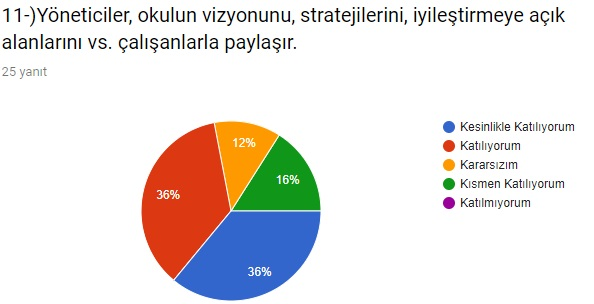 11-)Yöneticiler, okulun vizyonunu, stratejilerini, iyileştirmeye açık
alanlarını vs. çalışanlarla paylaşır.
25 yanıt
Kesinlikle Katılıyorum
Katılıyorum
Kararsızım
Kısmen Katılıyorum
Katılmıyorum
12%
16%
36%
36%